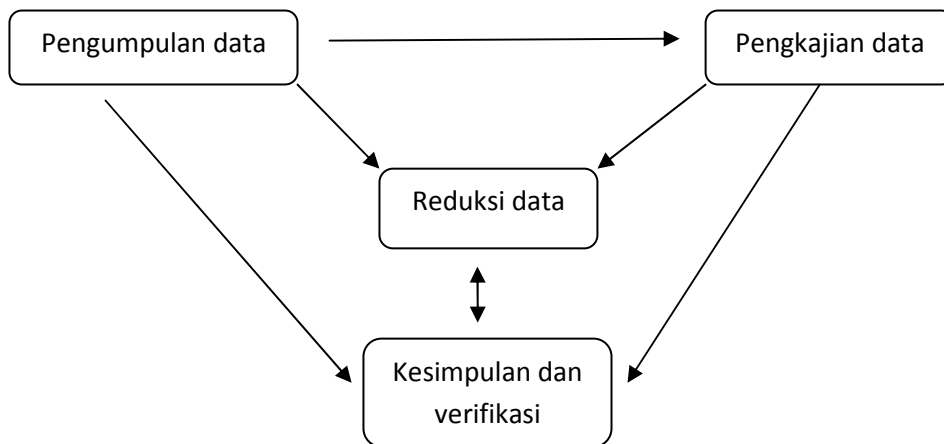 Pengumpulan data
Pengkajian data
Reduksi data
Kesimpulan dan
verifikasi